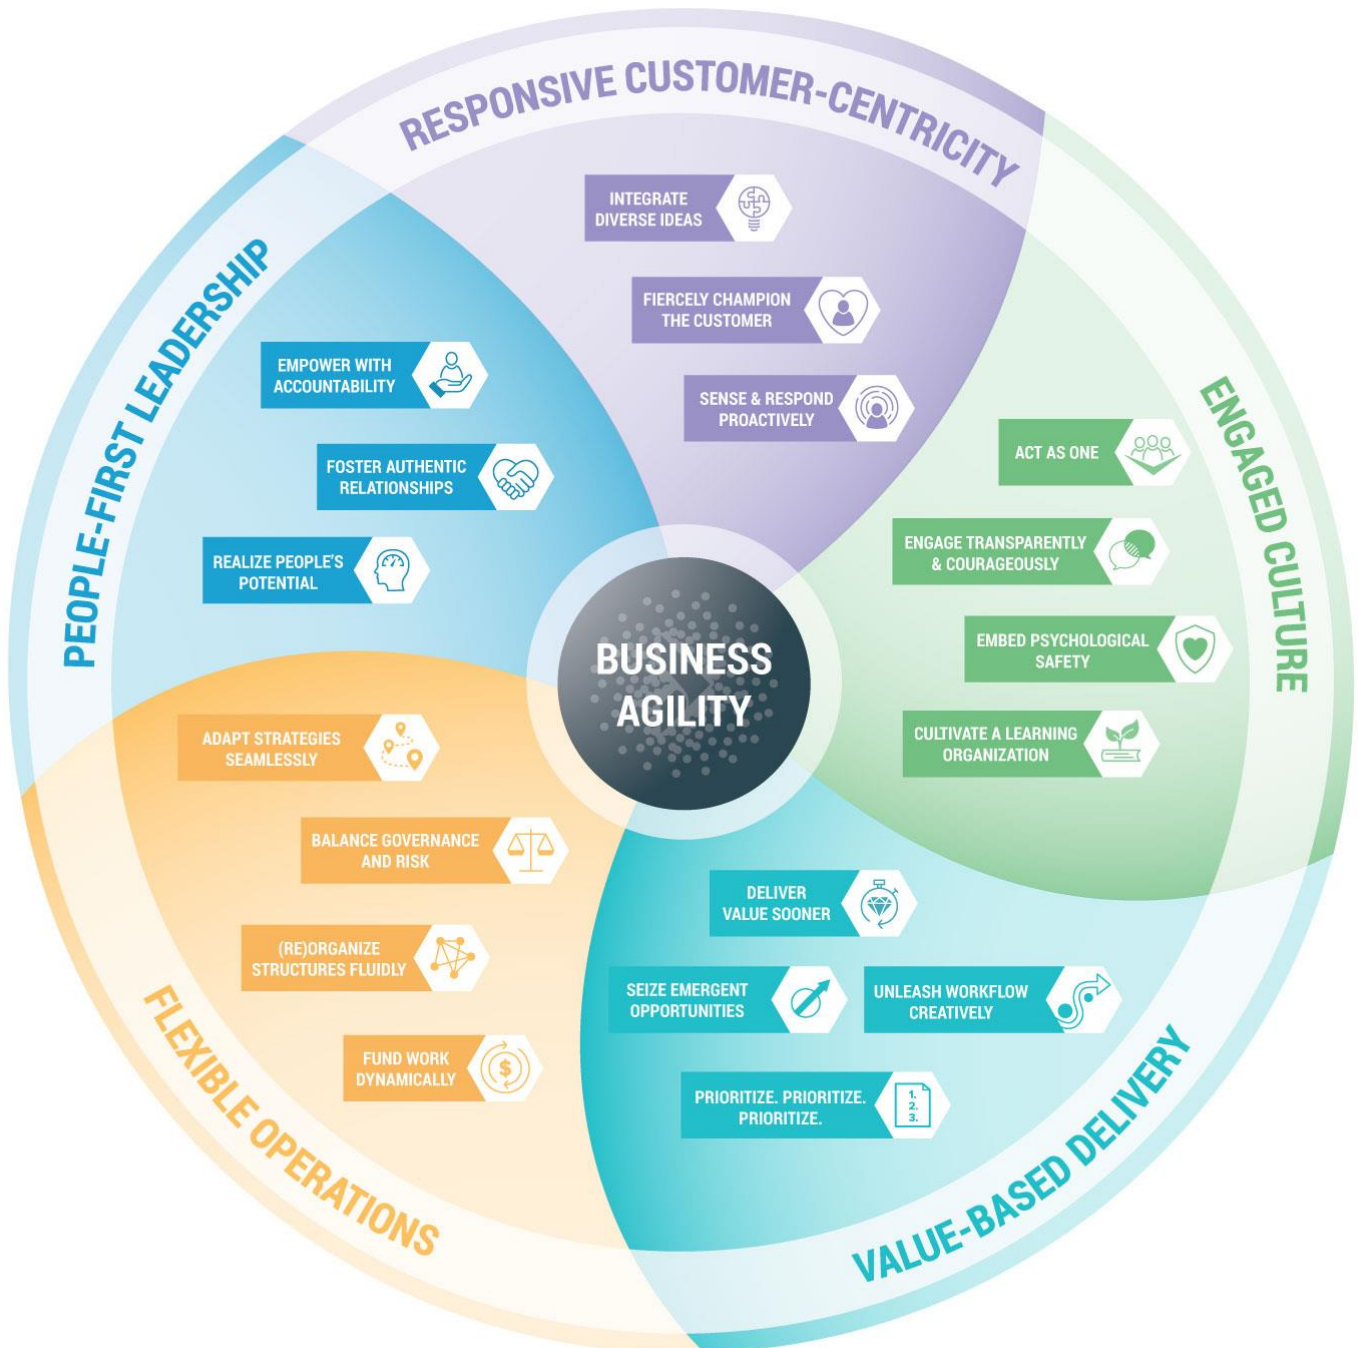 RESPONSIVE CUSTOMER-CENTRICITY
INTEGRATE
DIVERSE IDEAS
FIERCELY CHAMPION
THE CUSTOMER
SENSE & RESPOND
PROACTIVELY
ENGAGED CULTURE
ACT AS ONE
ENGAGE TRANSPARENTLY
& COURAGEOUSLY
EMBED PSYCHOLOGICAL
SAFETY
CULTIVATE A LEARNING
ORGANIZATION
VALUE-BASED DELIVERY
DELIVER
VALUE SOONER
SEIZE EMERGENT
OPPORTUNITIES
UNLEASH WORKFLOW
CREATIVELY
PRIORITIZE. PRIORITIZE.
PRIORITIZE.
1.
2.
3.
FLEXIBLE OPERATIONS
ADAPT STRATEGIES
SEAMLESSLY
BALANCE GOVERNANCE
AND RISK
(RE)ORGANIZE
STRUCTURES FLUIDLY
FUND WORK
DYNAMICALLY
$
PEOPLE-FIRST LEADERSHIP
EMPOWER WITH
ACCOUNTABILITY
FOSTER AUTHENTIC
RELATIONSHIPS
REALIZE PEOPLE'S
POTENTIAL
BUSINESS
AGILITY